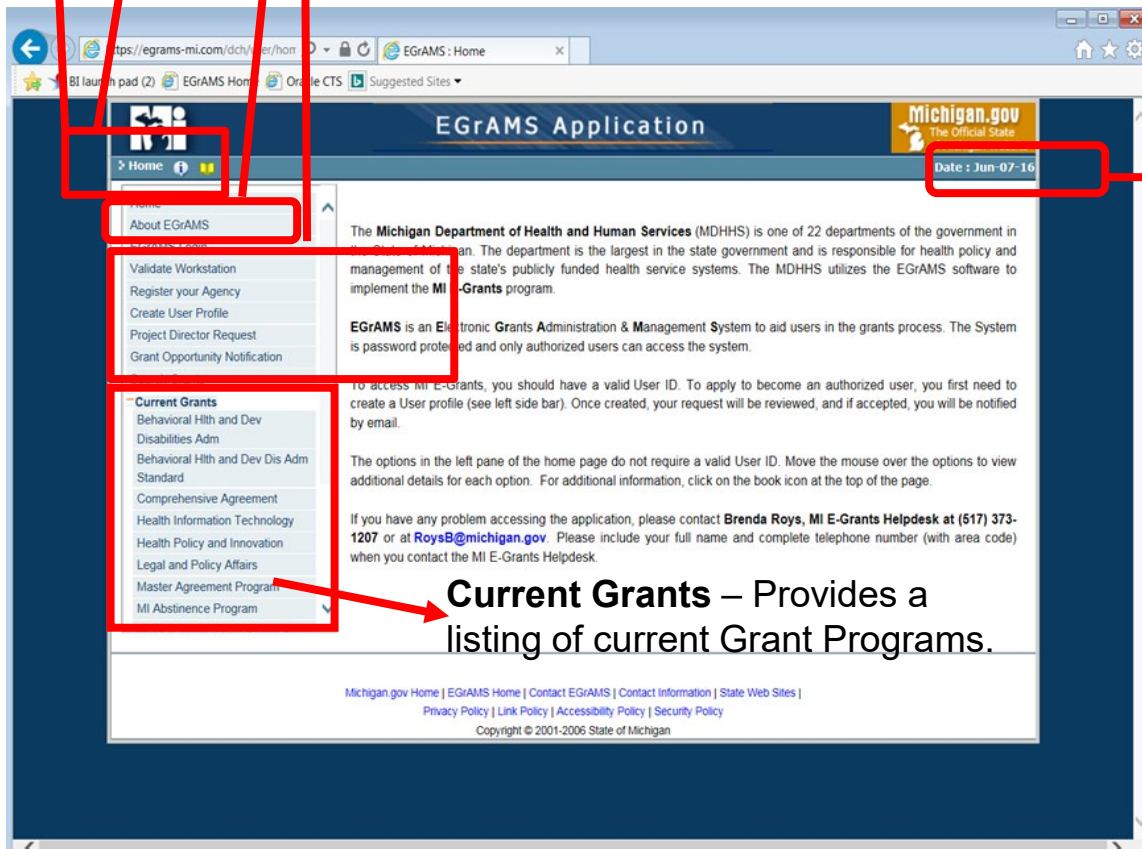 https://egrams-mi.com/dch/user/hom
EGrAMS : Home
BI launch pad (2) EGrAMS Home Oracle CTS Suggested Sites
EGrAMS Application
Michigan.gov
The Official State
Home
Date : Jun-07-16
Home
About EGrAMS
EGrAMS Login
Validate Workstation
Register your Agency
Create User Profile
Project Director Request
Grant Opportunity Notification
Current Grants
Behavioral Hlth and Dev
Disabilities Adm
Behavioral Hlth and Dev Dis Adm
Standard
Comprehensive Agreement
Health Information Technology
Health Policy and Innovation
Legal and Policy Affairs
Master Agreement Program
MI Abstinence Program
The Michigan Department of Health and Human Services (MDHHS) is one of 22 departments of the government in
the State of Michigan. The department is the largest in the state government and is responsible for health policy and
management of the state's publicly funded health service systems. The MDHHS utilizes the EGrAMS software to
implement the MI E-Grants program.
EGrAMS is an Electronic Grants Administration & Management System to aid users in the grants process. The System
is password protected and only authorized users can access the system.
To access MI E-Grants, you should have a valid User ID. To apply to become an authorized user, you first need to
create a User profile (see left side bar). Once created, your request will be reviewed, and if accepted, you will be notified
by email.
The options in the left pane of the home page do not require a valid User ID. Move the mouse over the options to view
additional details for each option. For additional information, click on the book icon at the top of the page.
If you have any problem accessing the application, please contact Brenda Roys, MI E-Grants Helpdesk at (517) 373-
1207 or at RoysB@michigan.gov. Please include your full name and complete telephone number (with area code)
when you contact the MI E-Grants Helpdesk.
Current Grants – Provides a
listing of current Grant Programs.
Michigan.gov Home | EGrAMS Home | Contact EGrAMS | Contact Information | State Web Sites |
Privacy Policy | Link Policy | Accessibility Policy | Security Policy
Copyright © 2001-2006 State of Michigan